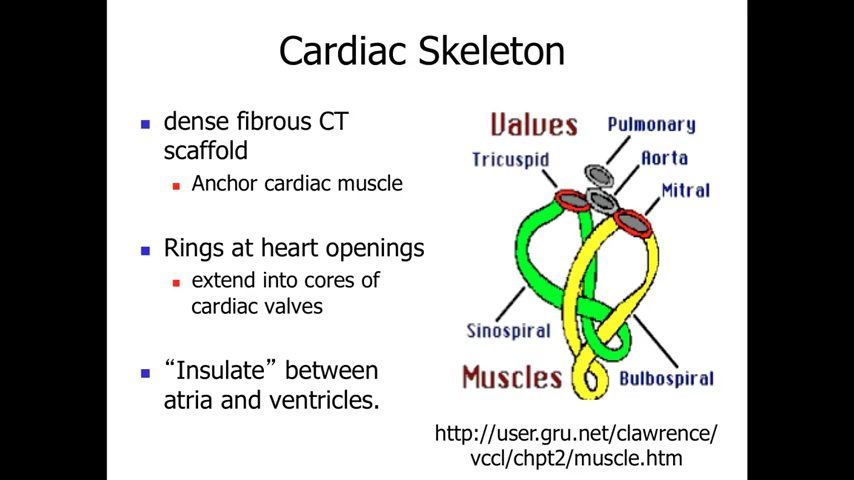 Cardiac Skeleton
dense fibrous CT
scaffold
Anchor cardiac muscle
Rings at heart openings
extend into cores of
cardiac valves
“Insulate” between
atria and ventricles.
Valves
Pulmonary
Tricuspid
Aorta
Mitral
Sinospiral
Muscles
Bulbospiral
http://user.gru.net/clawrence/
vccl/chpt2/muscle.htm